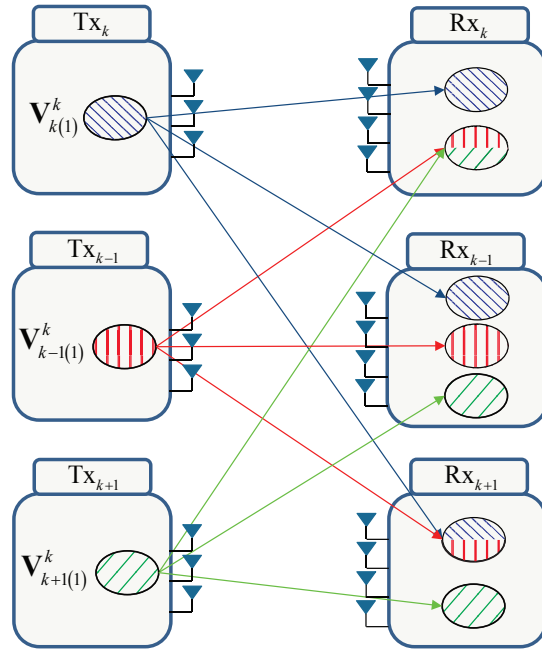 Tx_k
Rx_k
V^k_{k(1)}
Tx_{k-1}
Rx_{k-1}
V^k_{k-1(1)}
Tx_{k+1}
Rx_{k+1}
V^k_{k+1(1)}